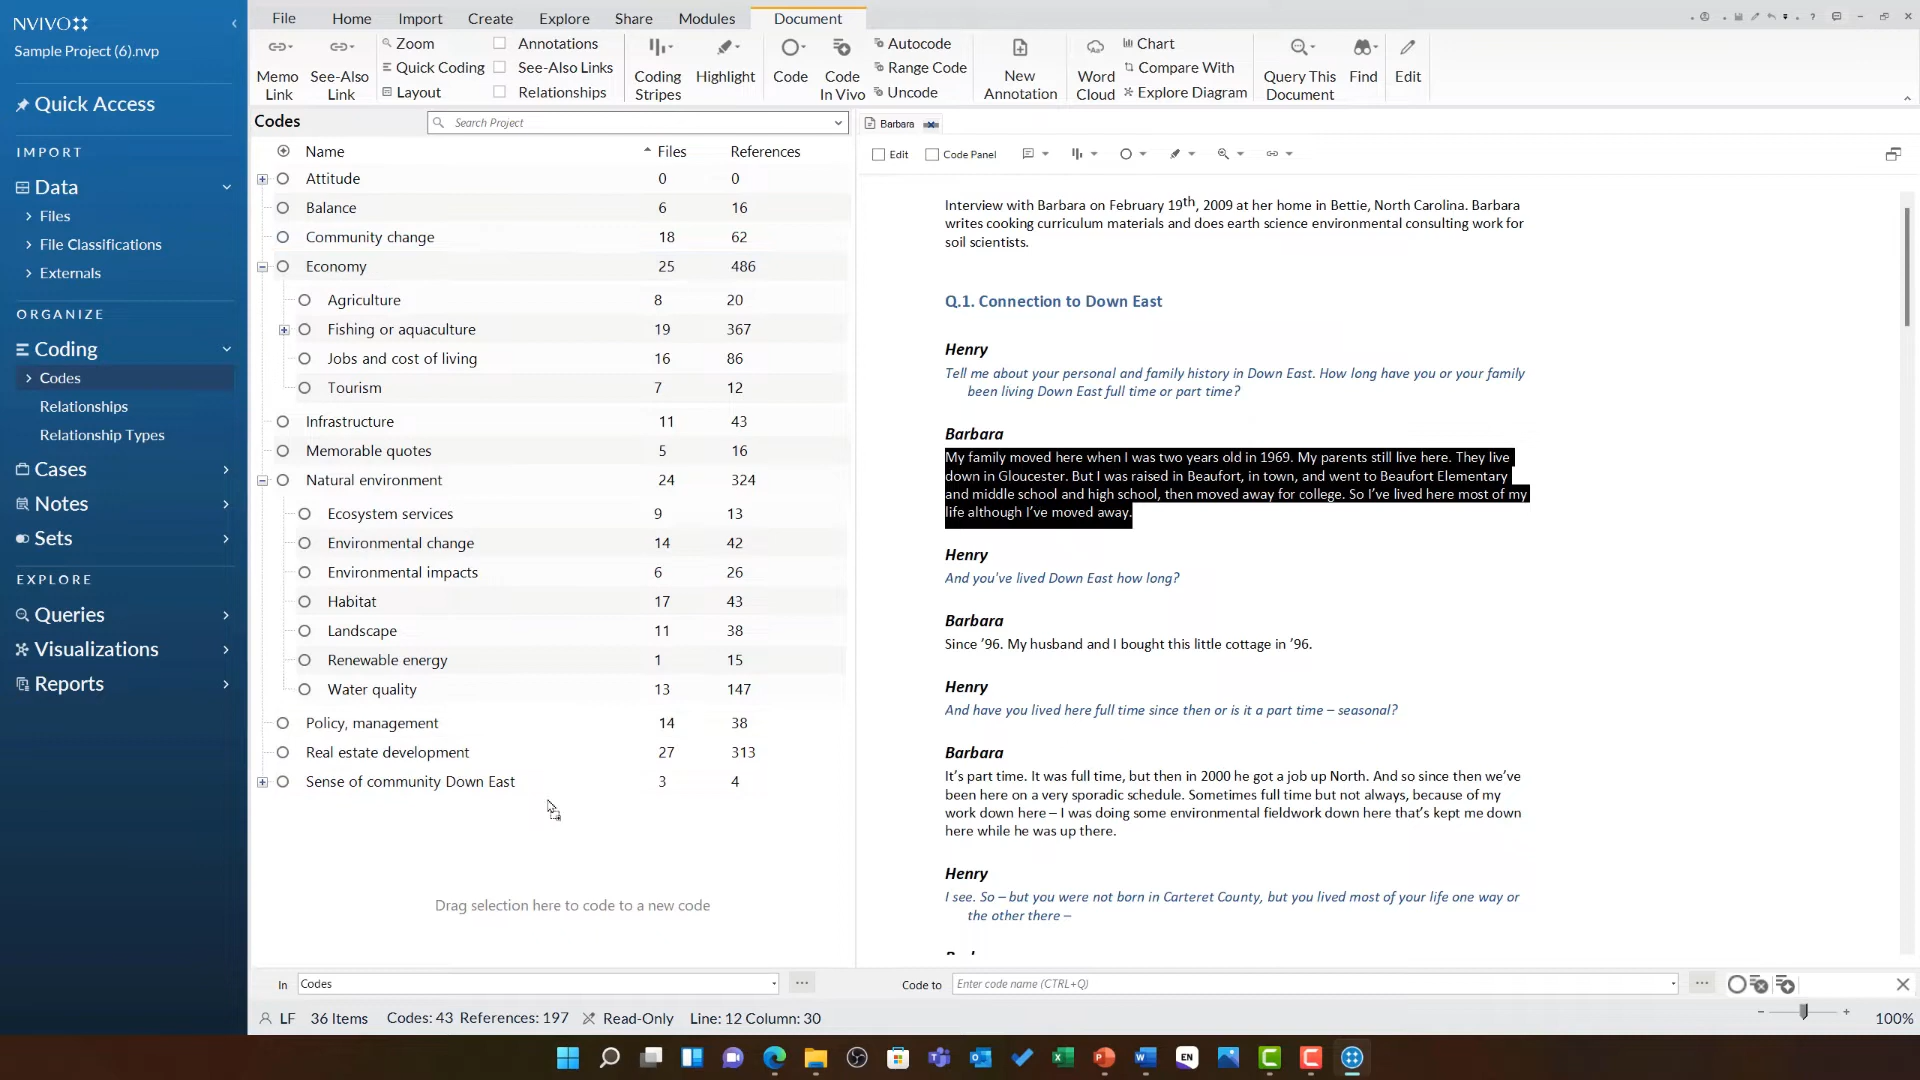 NVIVO
Sample Project (6).nvp
Quick Access
IMPORT
Data
Files
File Classifications
Externals
ORGANIZE
Coding
Codes
Relationships
Relationship Types
Cases
Notes
Sets
EXPLORE
Queries
Visualizations
Reports
File Home Import Create Explore Share Modules Document
Memo Link
See-Also Link
Zoom
Quick Coding
Layout
Annotations
See-Also Links
Relationships
Coding Stripes
Highlight
Code
Code In Vivo
Autocode
Range Code
Uncode
New Annotation
Word Cloud
Chart
Compare With
Explore Diagram
Query This Document
Find
Edit
Codes
Search Project
Name Files References
Attitude 0 0
Balance 6 16
Community change 18 62
Economy 25 486
Agriculture 8 20
Fishing or aquaculture 19 367
Jobs and cost of living 16 86
Tourism 7 12
Infrastructure 11 43
Memorable quotes 5 16
Natural environment 24 324
Ecosystem services 9 13
Environmental change 14 42
Environmental impacts 6 26
Habitat 17 43
Landscape 11 38
Renewable energy 1 15
Water quality 13 147
Policy, management 14 38
Real estate development 27 313
Sense of community Down East 3 4
Drag selection here to code to a new code
Barbara
Edit Code Panel
Interview with Barbara on February 19th, 2009 at her home in Bettie, North Carolina. Barbara
writes cooking curriculum materials and does earth science environmental consulting work for
soil scientists.
Q.1. Connection to Down East
Henry
Tell me about your personal and family history in Down East. How long have you or your family
been living Down East full time or part time?
Barbara
My family moved here when I was two years old in 1969. My parents still live here. They live
down in Gloucester. But I was raised in Beaufort, in town, and went to Beaufort Elementary
and middle school and high school, then moved away for college. So I've lived here most of my
life although I've moved away.
Henry
And you've lived Down East how long?
Barbara
Since ’96. My husband and I bought this little cottage in ’96.
Henry
And have you lived here full time since then or is it a part time – seasonal?
Barbara
It’s part time. It was full time, but then in 2000 he got a job up North. And so since then we’ve
been here on a very sporadic schedule. Sometimes full time but not always, because of my
work down here – I was doing some environmental fieldwork down here that’s kept me down
here while he was up there.
Henry
I see. So – but you were not born in Carteret County, but you lived most of your life one way or
the other there –
In Codes
Code to Enter code name (CTRL+Q)
LF 36 Items Codes: 43 References: 197 Read-Only Line: 12 Column: 30
100%
EN